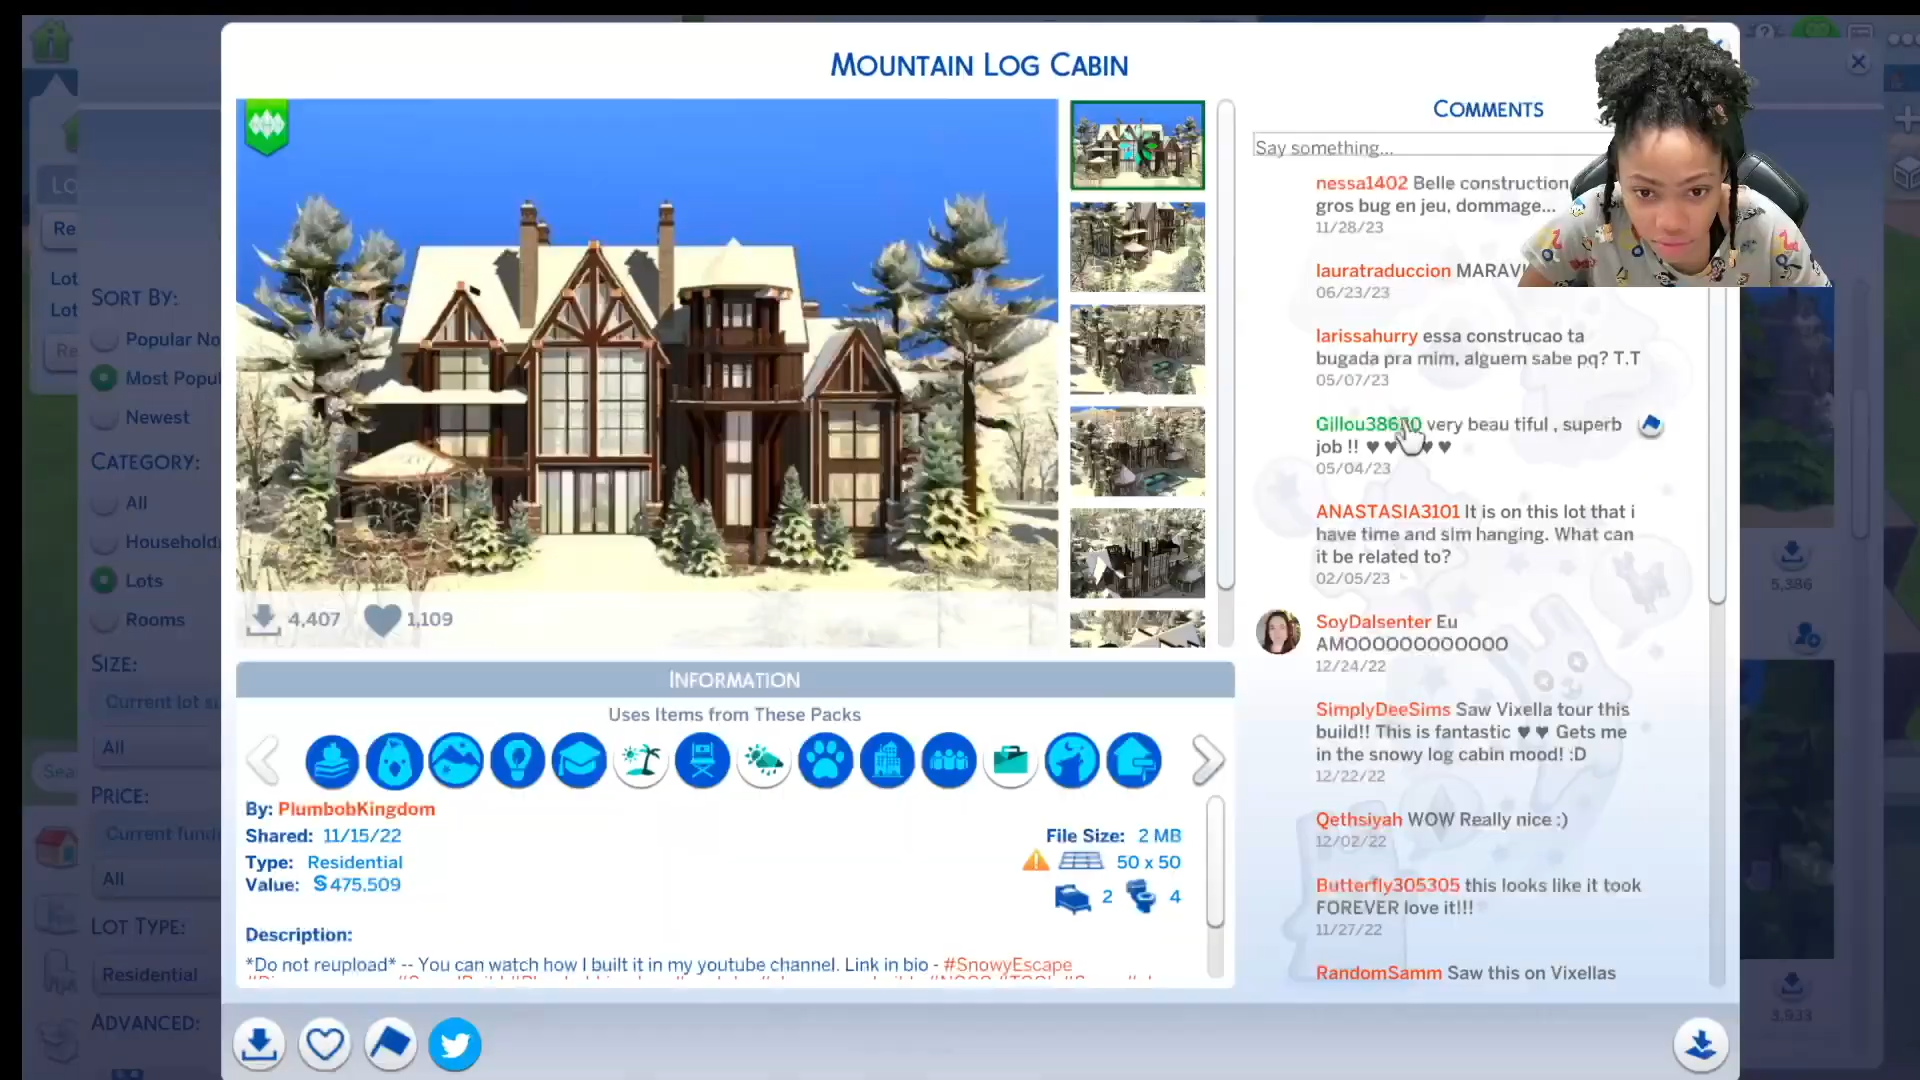 MOUNTAIN LOG CABIN
COMMENTS
Say something...
nessa1402 Belle construction
gros bug en jeu, dommage...
11/28/23
lauratraduccion
06/23/23
larissahurry essa construcao ta
bugada pra mim, alguem sabe pq? T.T
05/07/23
very beau tiful , superb
job !! ♥ ♥ ♥ ♥
05/04/23
ANASTASIA3101 It is on this lot that i
have time and sim hanging. What can
it be related to?
02/05/23
SoyDalsenter Eu
AMOOOOOOOOOOOO
12/24/22
SimplyDeeSims Saw Vixella tour this
build!! This is fantastic ♥ ♥ Gets me
in the snowy log cabin mood! :D
12/22/22
Qethsiyah WOW Really nice :)
12/02/22
Butterfly305305 this looks like it took
FOREVER love it!!!
11/27/22
RandomSamm Saw this on Vixellas
4,407
1,109
INFORMATION
Uses Items from These Packs
By: PlumbobKingdom
Shared: 11/15/22
Type: Residential
Value: §475,509
File Size: 2 MB
50 x 50
2
4
Description:
*Do not reupload* -- You can watch how I built it in my youtube channel. Link in bio - #SnowyEscape
SORT BY:
Popular
Most
Newest
CATEGORY:
All
Lots
Rooms
SIZE:
Current lot
All
PRICE:
Current
All
LOT TYPE:
Residential
ADVANCED:
Lot
Lot
5,386
3,933